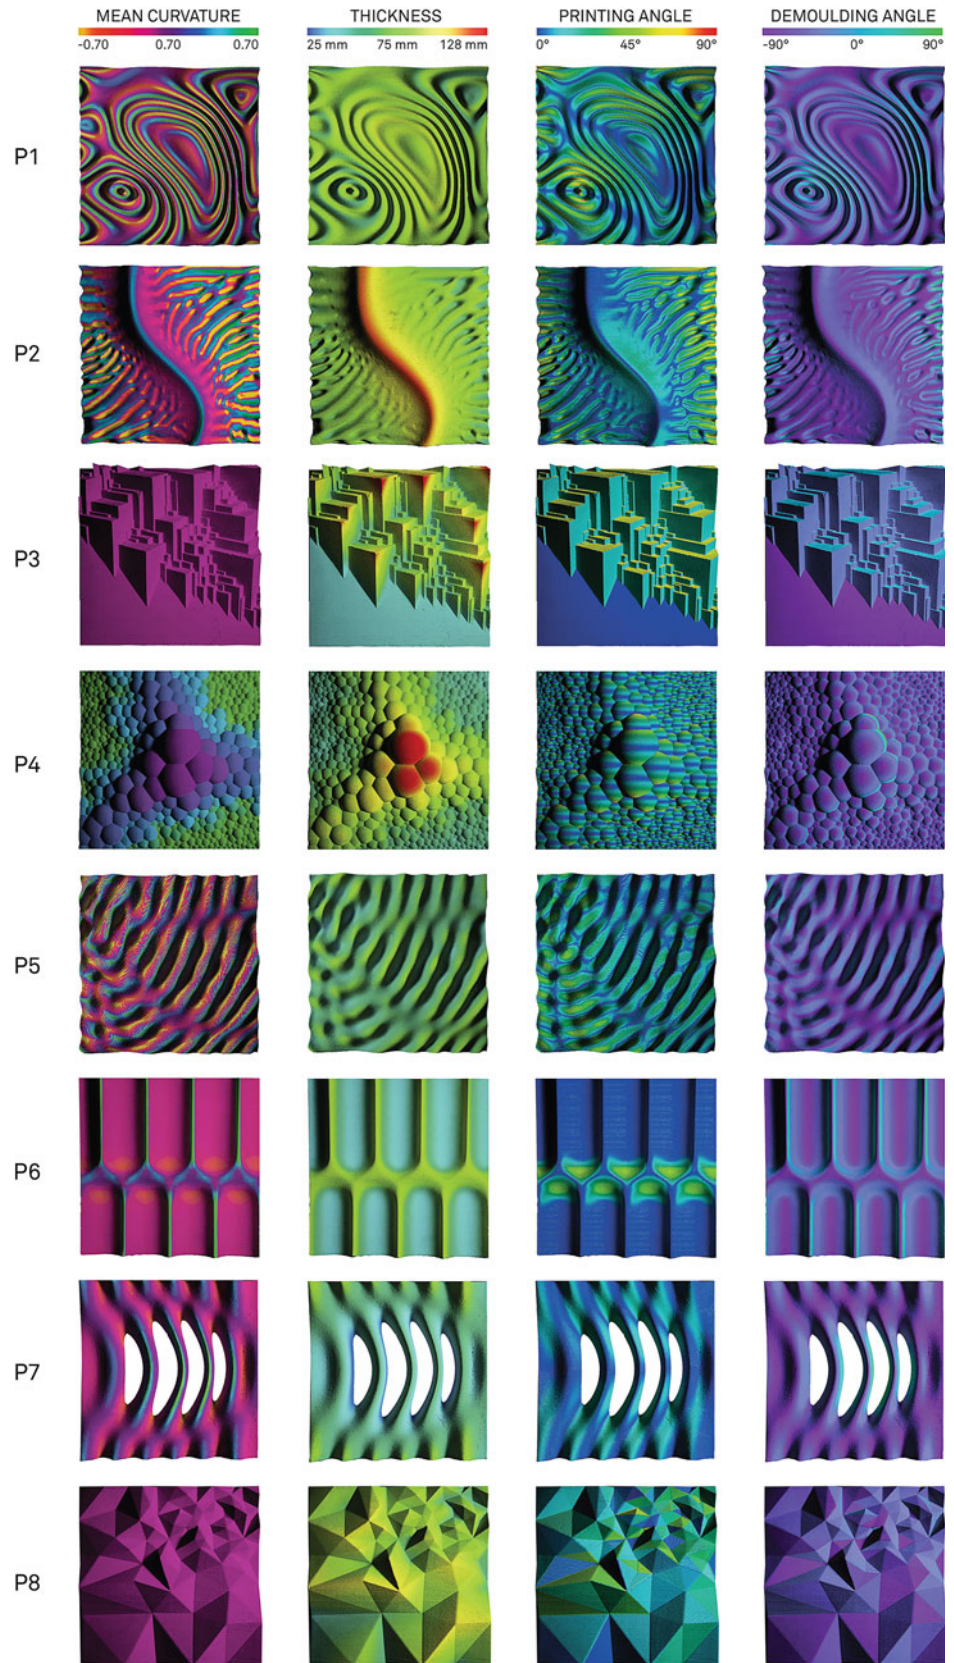 MEAN CURVATURE THICKNESS PRINTING ANGLE DEMOULDING ANGLE
-0.70 0.70 0.70 25 mm 75 mm 128 mm 0° 45° 90° -90° 0° 90°
P1
P2
P3
P4
P5
P6
P7
P8